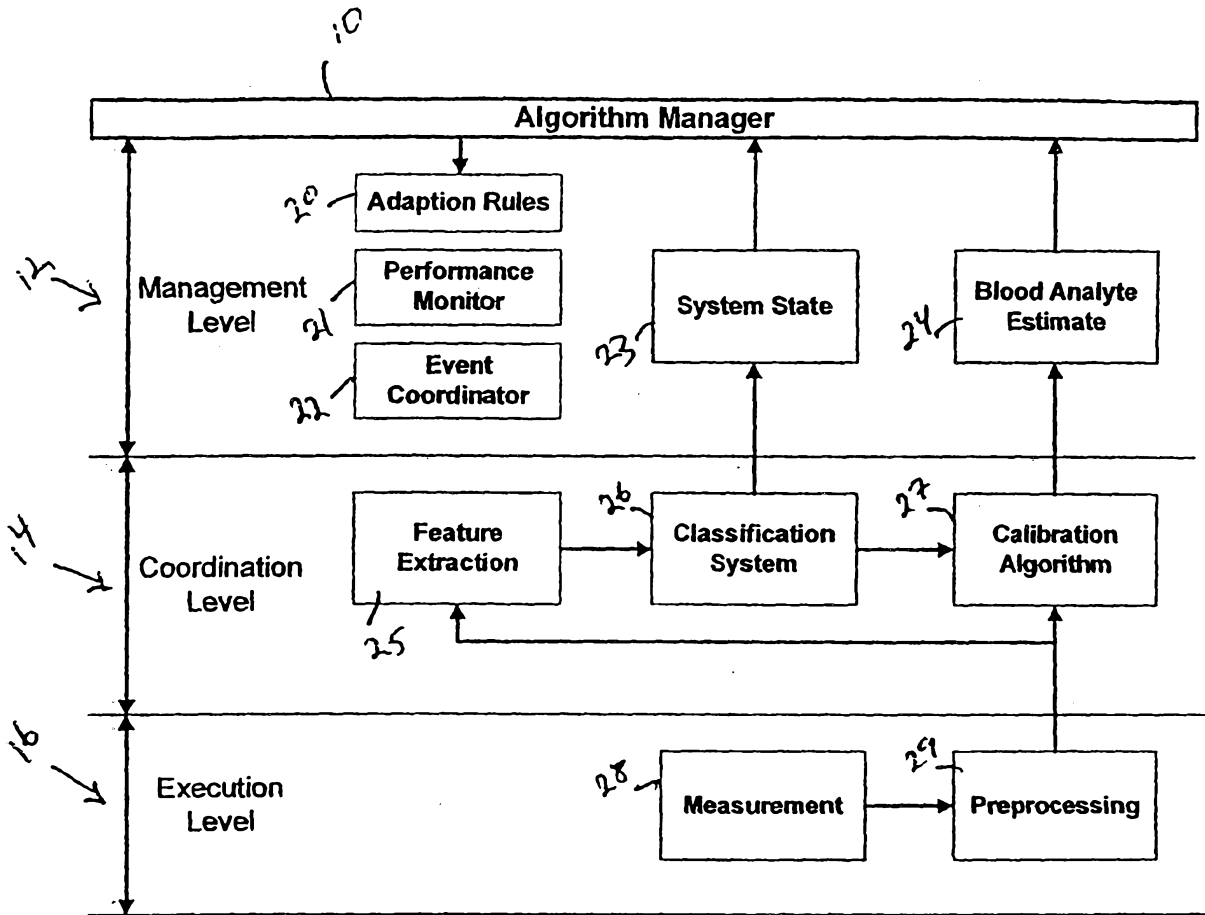 10
Algorithm Manager
20
Adaption Rules
12
Management
Level
21
Performance
Monitor
22
Event
Coordinator
23
System State
24
Blood Analyte
Estimate
14
Coordination
Level
25
Feature
Extraction
26
Classification
System
27
Calibration
Algorithm
16
Execution
Level
28
Measurement
29
Preprocessing